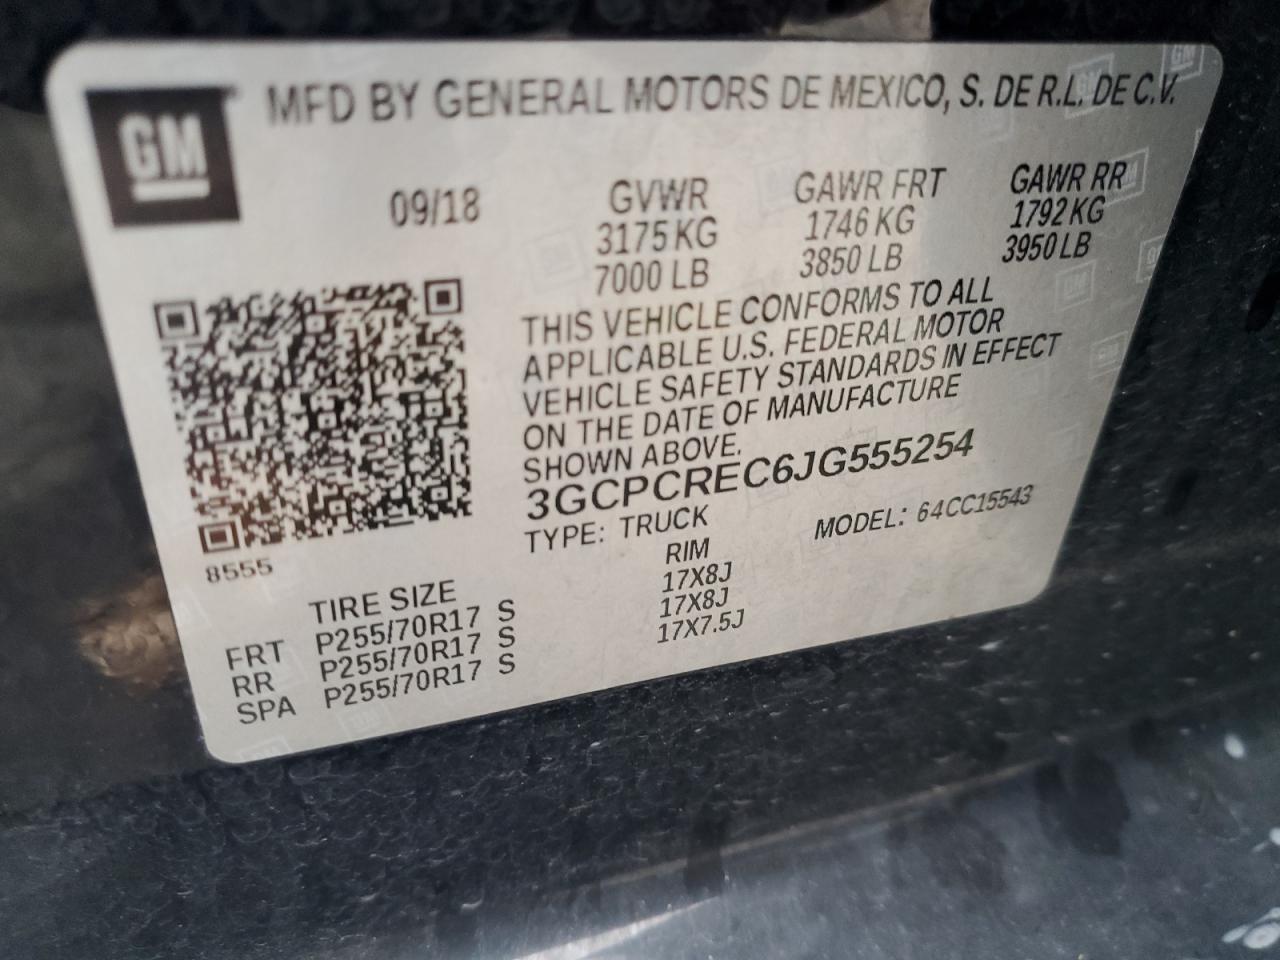 GM MFD BY GENERAL MOTORS DE MEXICO, S. DE R.L. DE C.V.
09/18 GVWR GAWR FRT GAWR RR
3175 KG 1746 KG 1792 KG
7000 LB 3850 LB 3950 LB
THIS VEHICLE CONFORMS TO ALL
APPLICABLE U.S. FEDERAL MOTOR
VEHICLE SAFETY STANDARDS IN EFFECT
ON THE DATE OF MANUFACTURE
SHOWN ABOVE.
3GCPCREC6JG555254
TYPE: TRUCK MODEL: 64CC15543
8555
TIRE SIZE RIM
FRT P255/70R17 S 17X8J
RR P255/70R17 S 17X8J
SPA P255/70R17 S 17X7.5J